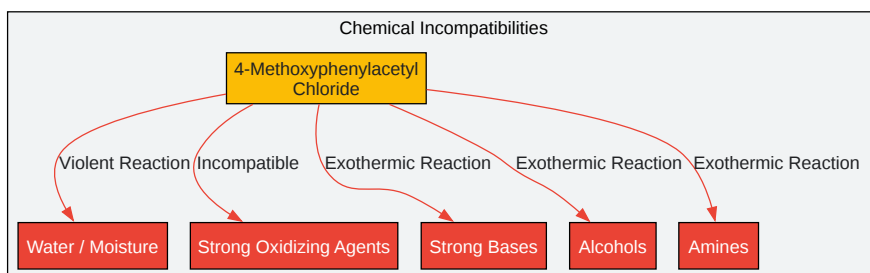 Chemical Incompatibilities
4-Methoxyphenylacetyl
Chloride
Violent Reaction
Incompatible
Exothermic Reaction
Exothermic Reaction
Exothermic Reaction
Water / Moisture
Strong Oxidizing Agents
Strong Bases
Alcohols
Amines